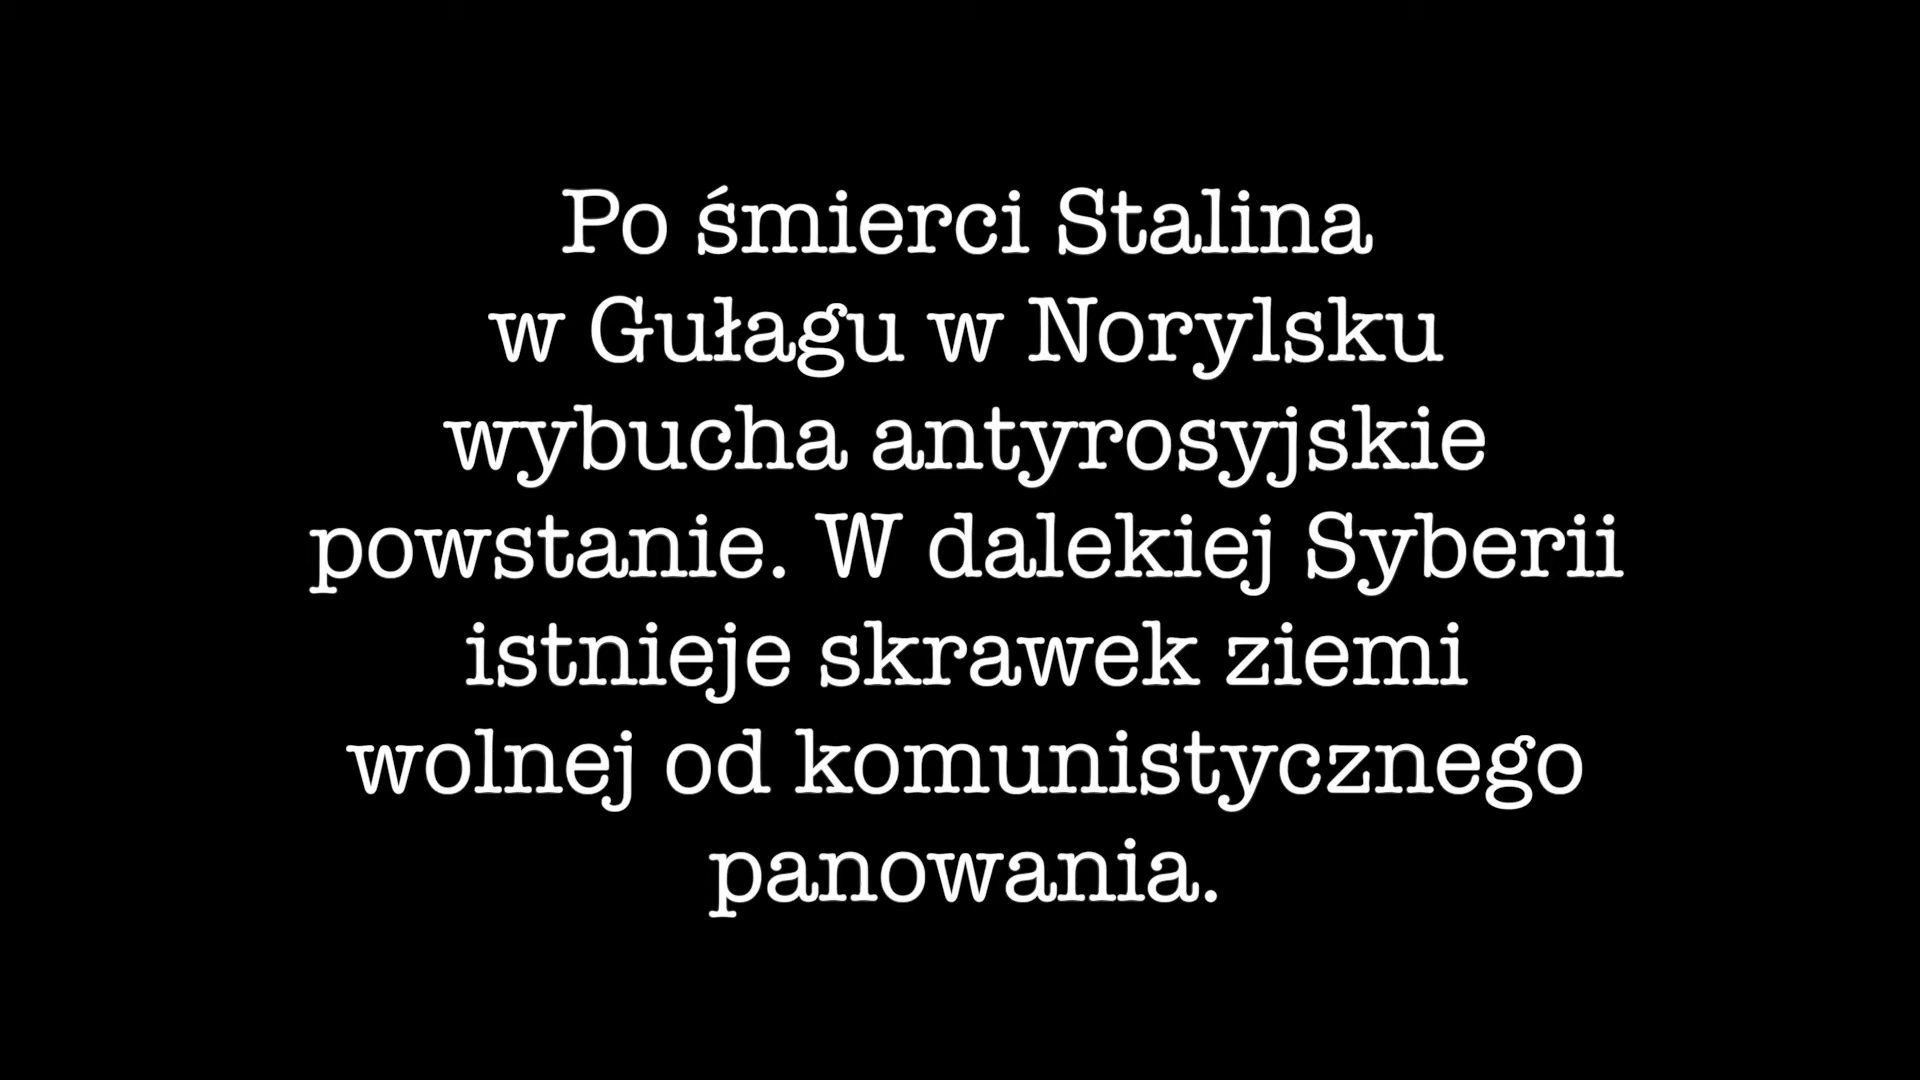 Po śmierci Stalina
w Gułagu w Norylsku
wybucha antyrosyjskie
powstanie. W dalekiej Syberii
istnieje skrawek ziemi
wolnej od komunistycznego
panowania.